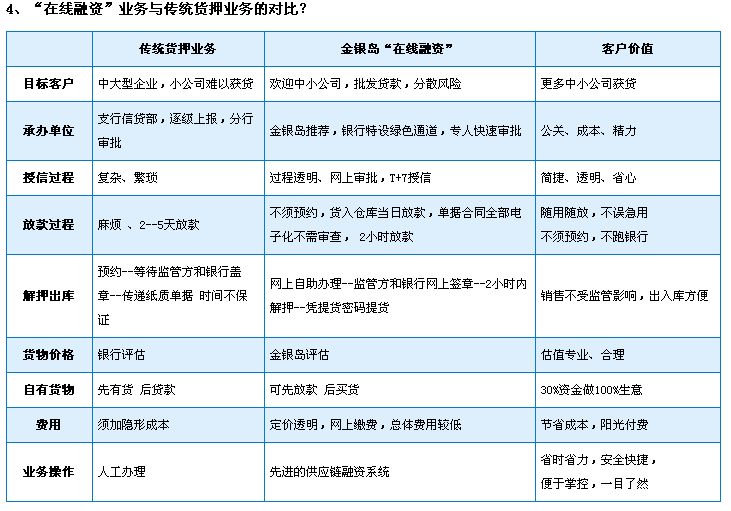 4、“在线融资”业务与传统货押业务的对比？
传统货押业务 金银岛“在线融资” 客户价值
目标客户 中大型企业，小公司难以获贷 欢迎中小公司，批发贷款，分散风险 更多中小公司获贷
承办单位 支行信贷部，逐级上报，分行
审批 金银岛推荐，银行特设绿色通道，专人快速审批 公关、成本、精力
授信过程 复杂、繁琐 过程透明、网上审批，T+7授信 简捷、透明、省心
放款过程 麻烦 、2--5天放款 不须预约，货入仓库当日放款，单据合同全部电
子化不需审查， 2小时放款 随用随放，不误急用
不须预约，不跑银行
解押出库 预约--等待监管方和银行盖
章--传递纸质单据 时间不保
证 网上自助办理--监管方和银行网上签章--2小时内
解押--凭提货密码提货 销售不受监管影响，出入库方便
货物价格 银行评估 金银岛评估 估值专业、合理
自有货物 先有货 后贷款 可先放款 后买货 30%资金做100%生意
费用 须加隐形成本 定价透明，网上缴费，总体费用较低 节省成本，阳光付费
业务操作 人工办理 先进的供应链融资系统 省时省力，安全快捷，
便于掌控，一目了然